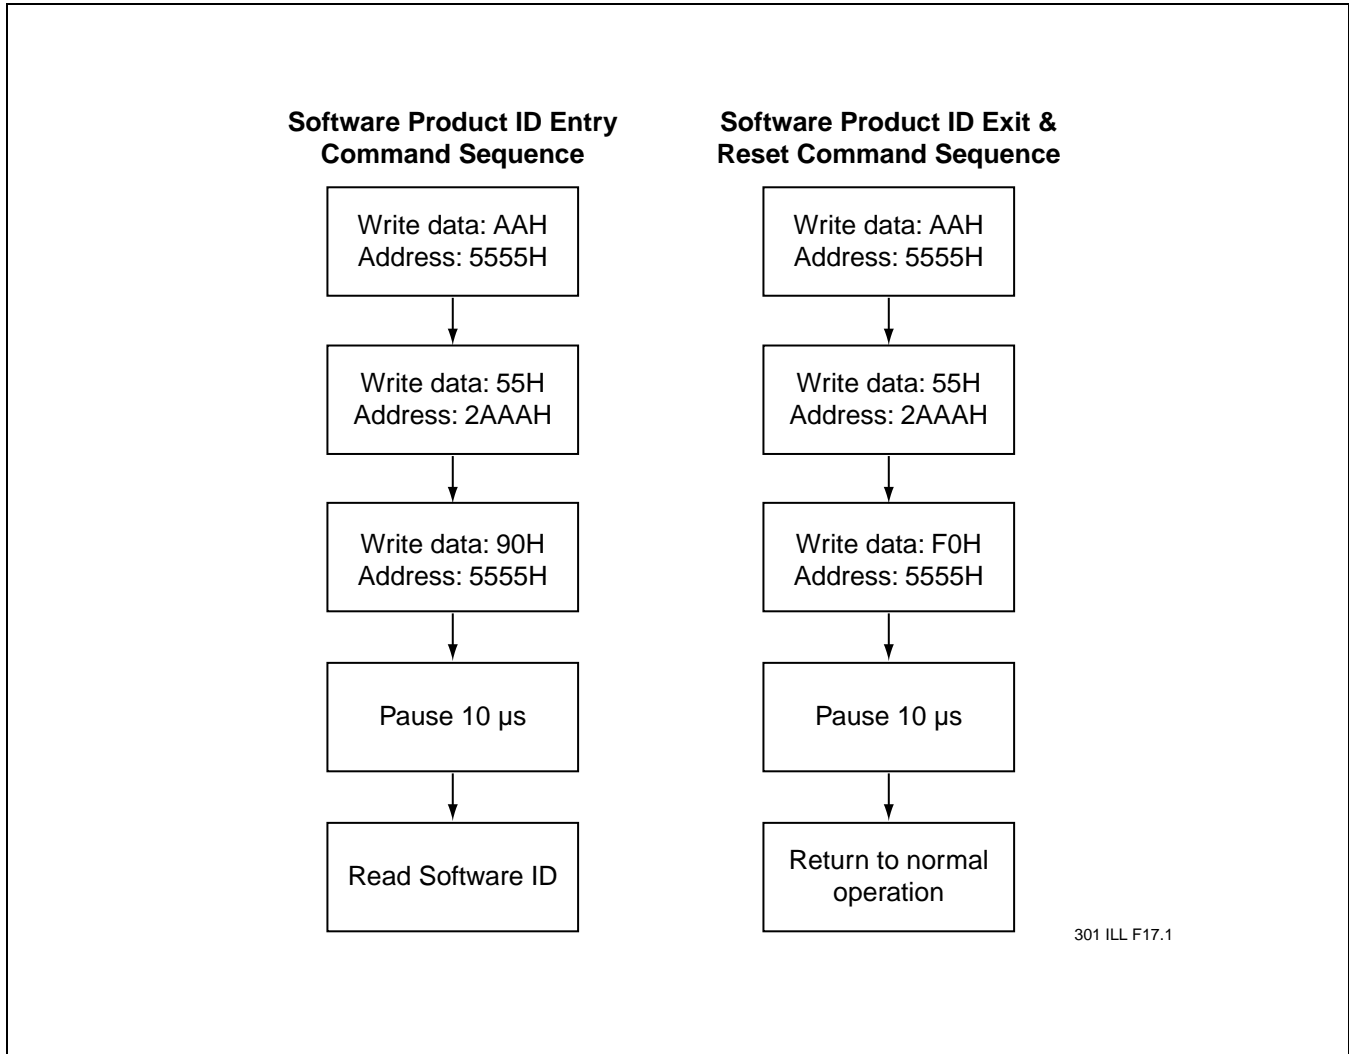 Software Product ID Entry
Command Sequence
Write data: AAH
Address: 5555H
Write data: 55H
Address: 2AAAH
Write data: 90H
Address: 5555H
Pause 10 µs
Read Software ID
Software Product ID Exit &
Reset Command Sequence
Write data: AAH
Address: 5555H
Write data: 55H
Address: 2AAAH
Write data: F0H
Address: 5555H
Pause 10 µs
Return to normal
operation
301 ILL F17.1